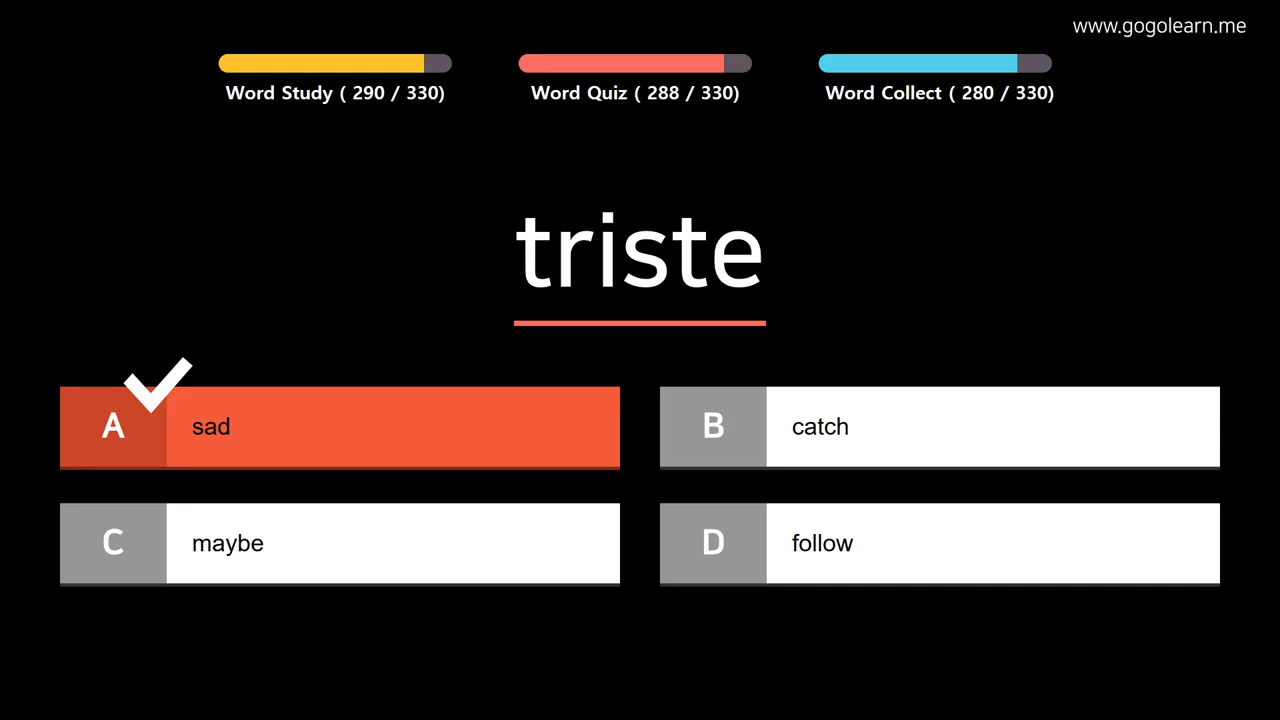 www.gogolearn.me
Word Study ( 290 / 330)
Word Quiz ( 288 / 330)
Word Collect ( 280 / 330)
triste
A sad
B catch
C maybe
D follow